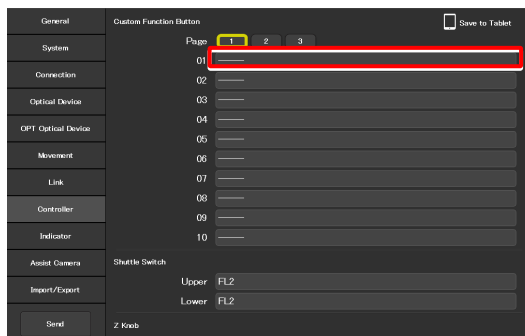 General
System
Connection
Optical Device
OPT Optical Device
Movement
Link
Controller
Indicator
Assist Camera
Import/Export
Send
Custom Function Button
Save to Tablet
Page 1 2 3
01 ――
02 ――
03 ――
04 ――
05 ――
06 ――
07 ――
08 ――
09 ――
10 ――
Shuttle Switch
Upper FL2
Lower FL2
Z Knob